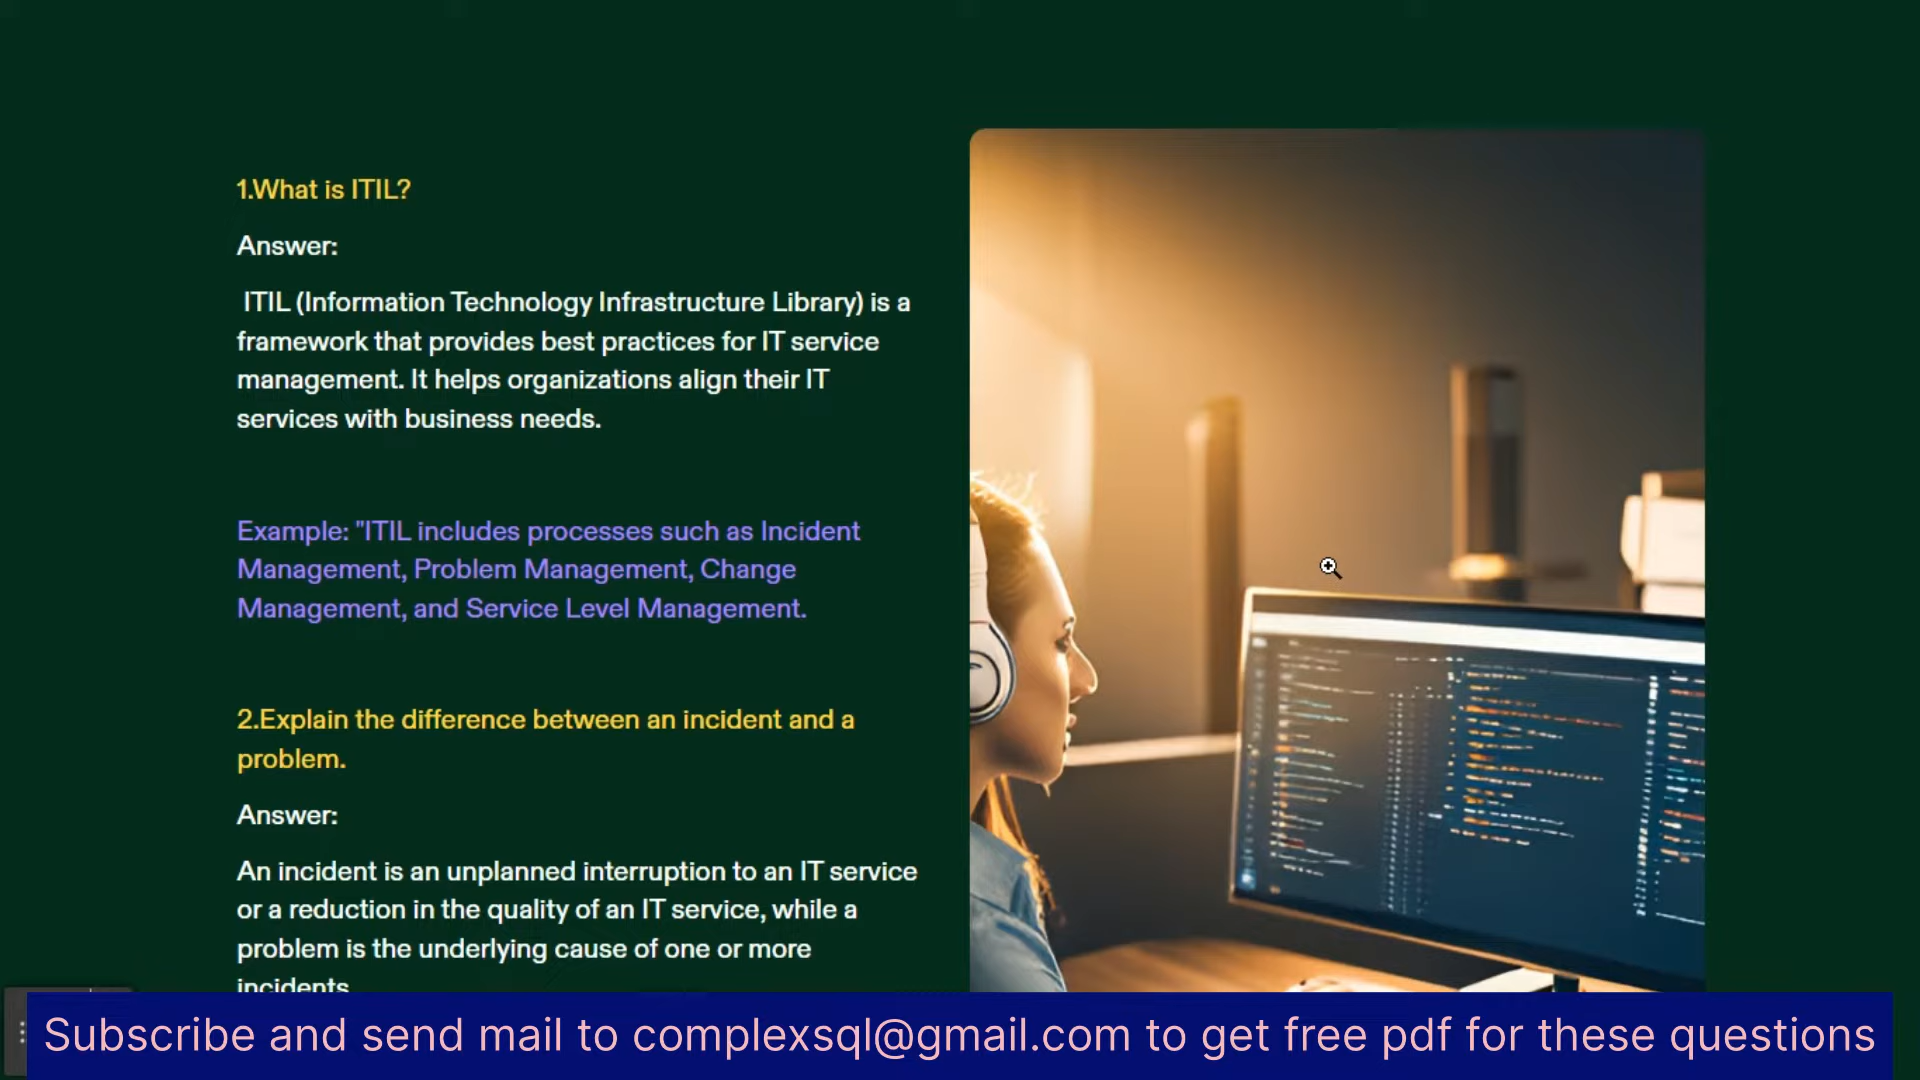 1.What is ITIL?
Answer:
ITIL (Information Technology Infrastructure Library) is a
framework that provides best practices for IT service
management. It helps organizations align their IT
services with business needs.
Example: "ITIL includes processes such as Incident
Management, Problem Management, Change
Management, and Service Level Management.
2.Explain the difference between an incident and a
problem.
Answer:
An incident is an unplanned interruption to an IT service
or a reduction in the quality of an IT service, while a
problem is the underlying cause of one or more
incidents
Subscribe and send mail to complexsql@gmail.com to get free pdf for these questions